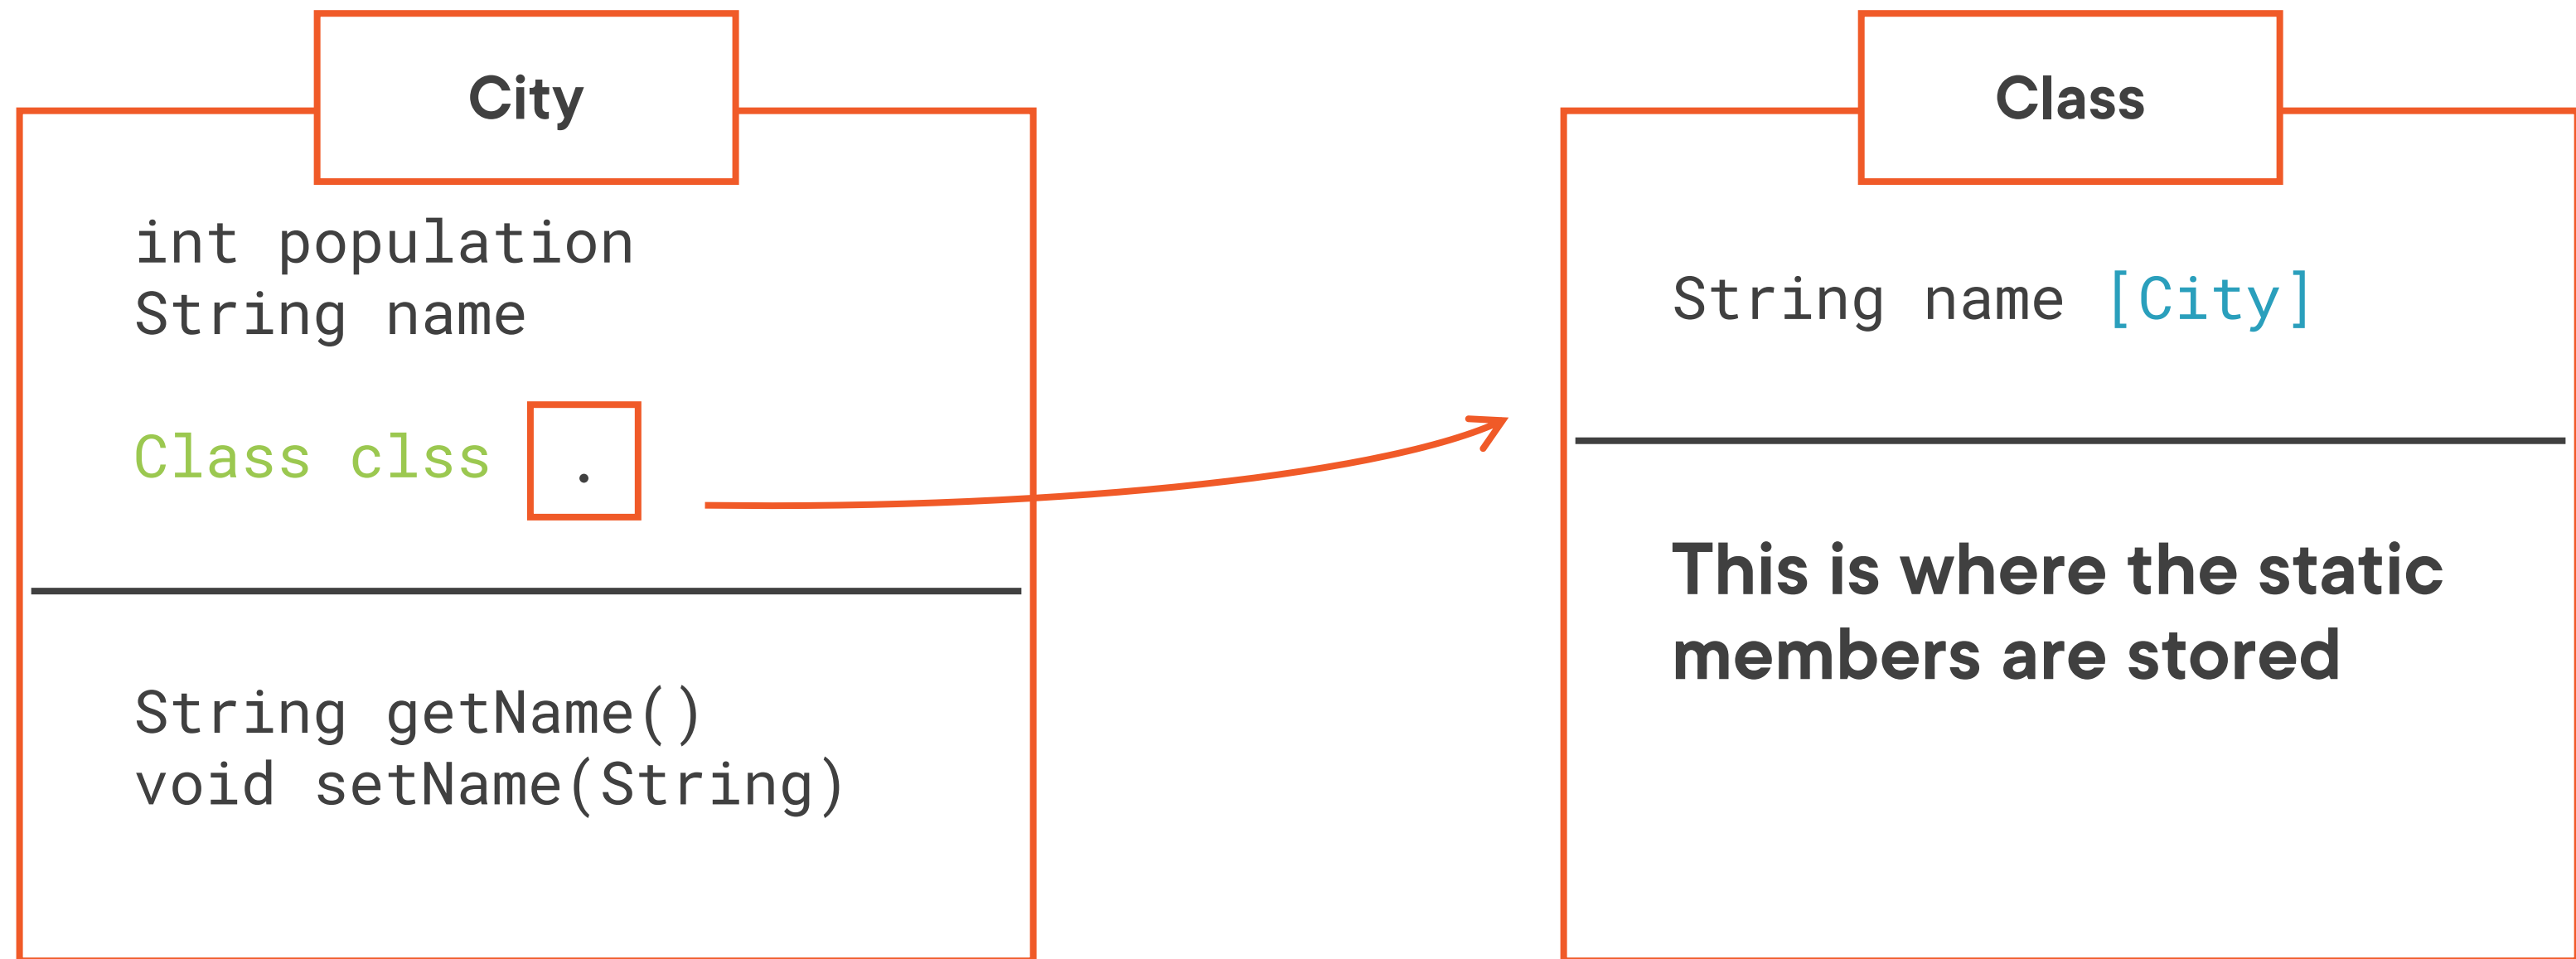 City
int population
String name
Class clss .
String getName()
void setName(String)
Class
String name [City]
This is where the static
members are stored